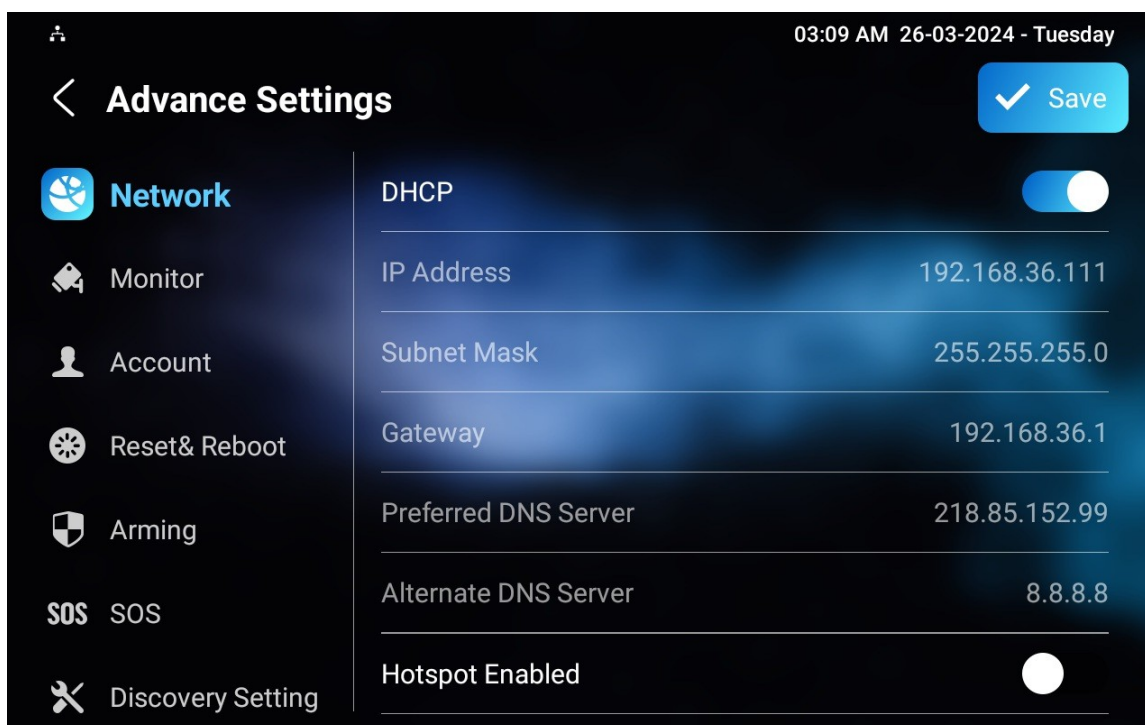 03:09 AM 26-03-2024 - Tuesday
Advance Settings
Save
Network
Monitor
Account
Reset& Reboot
Arming
SOS SOS
Discovery Setting
DHCP
IP Address 192.168.36.111
Subnet Mask 255.255.255.0
Gateway 192.168.36.1
Preferred DNS Server 218.85.152.99
Alternate DNS Server 8.8.8.8
Hotspot Enabled